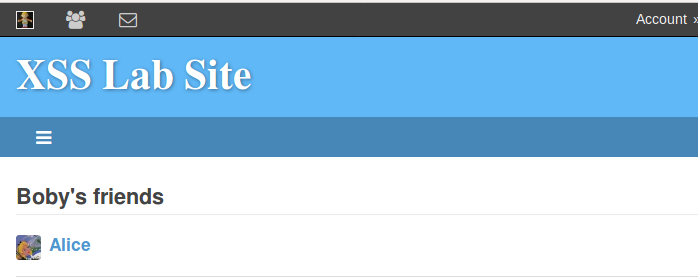 Account »
XSS Lab Site
Boby's friends
Alice